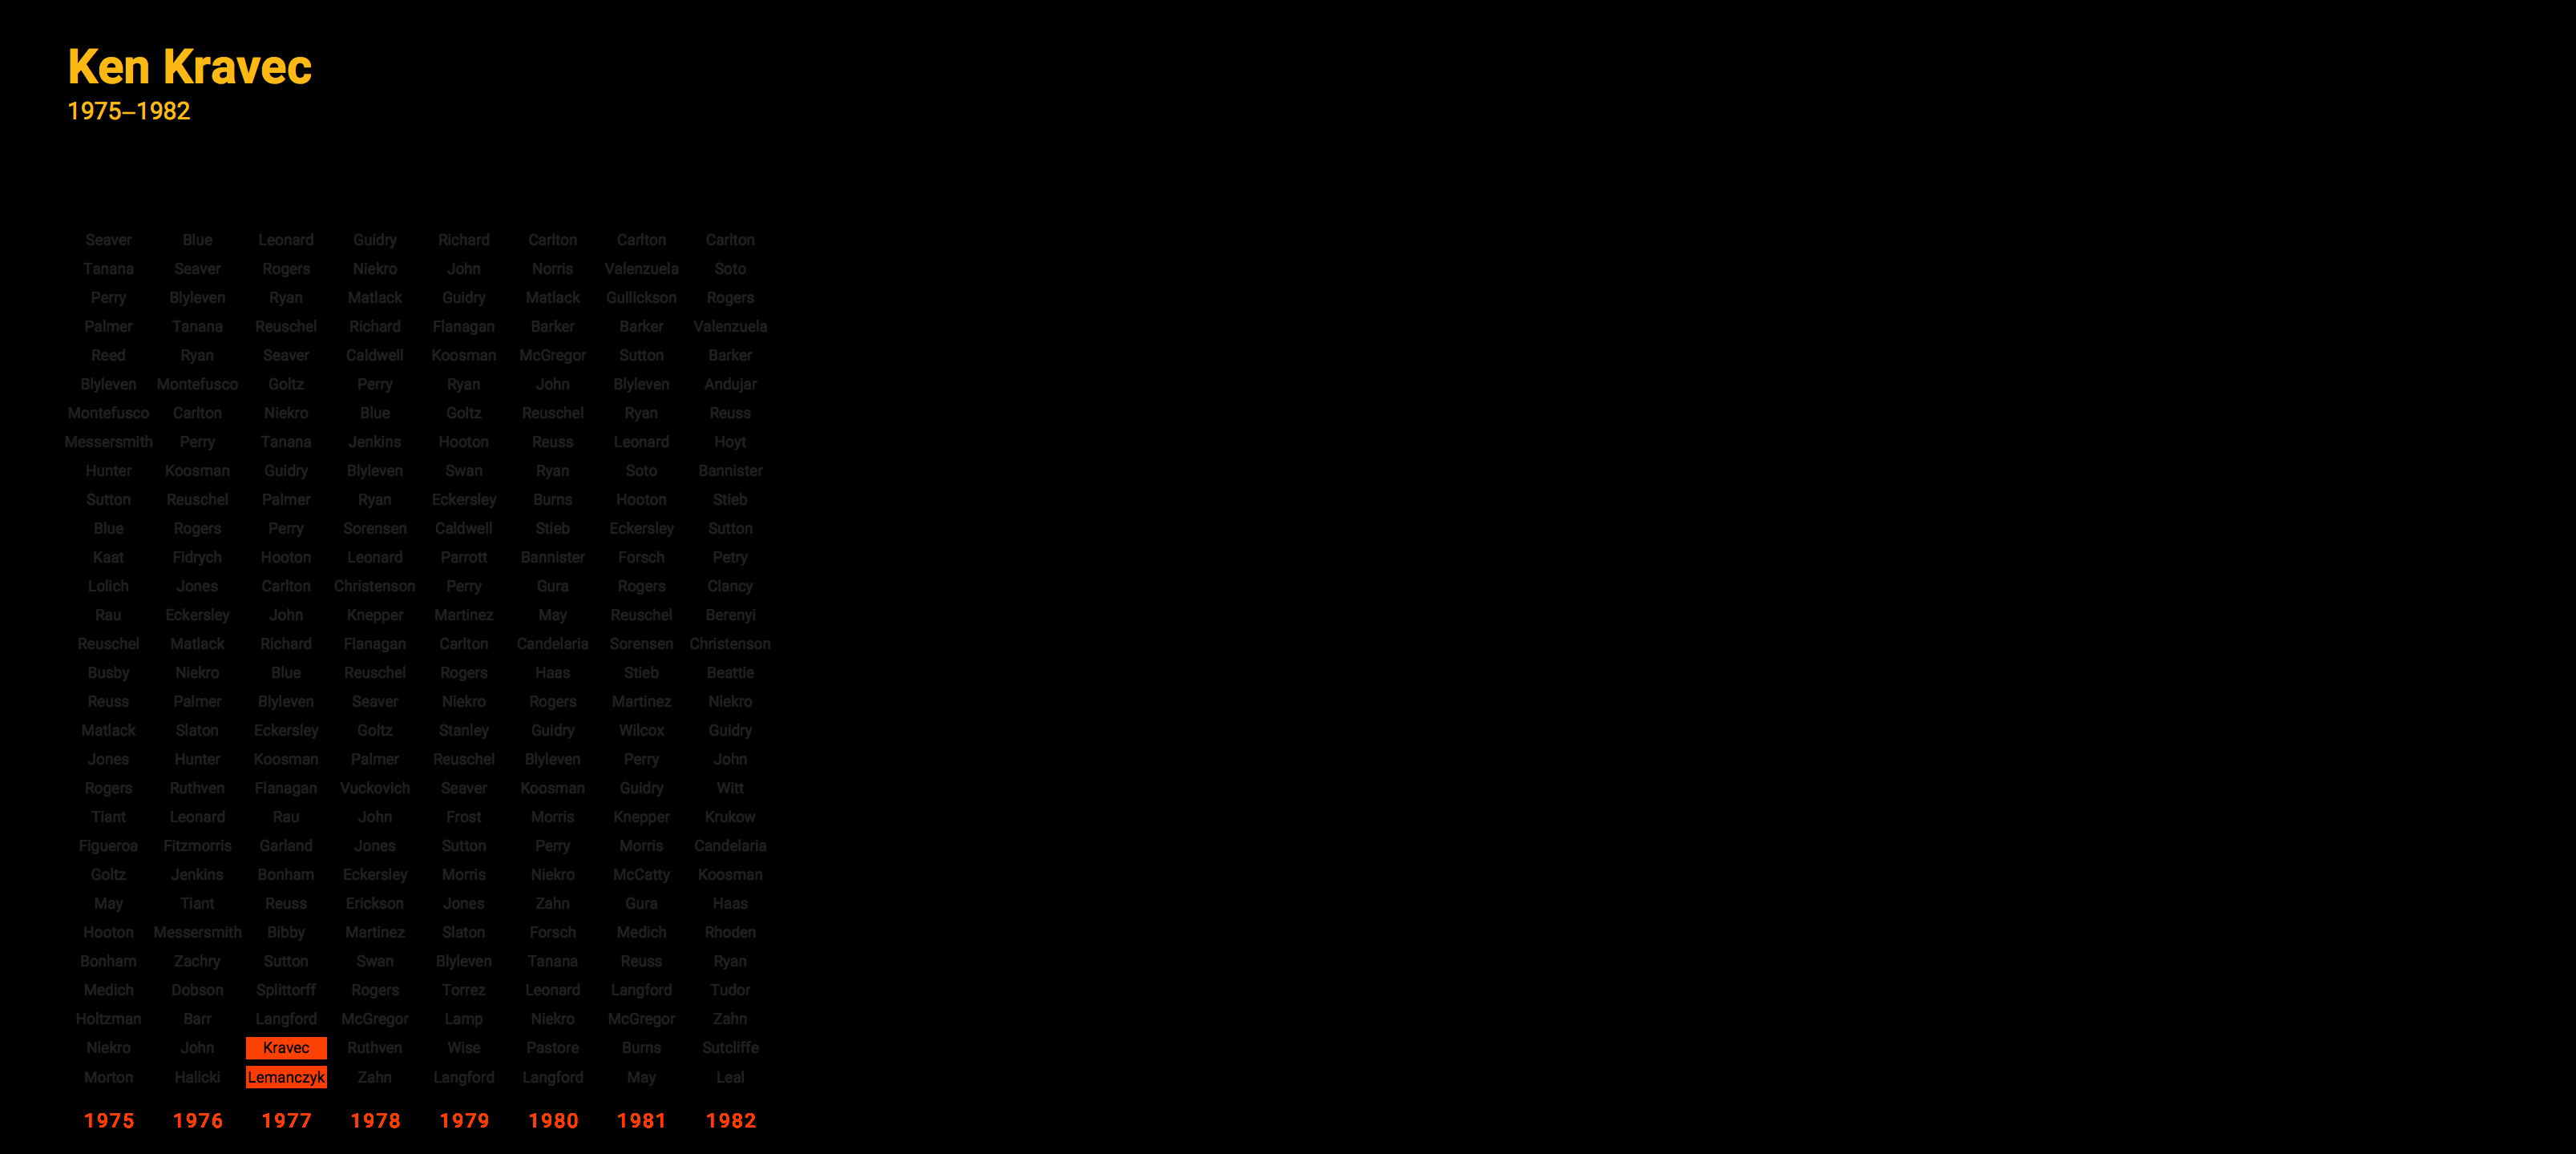 Ken Kravec
1975–1982
Seaver Blue Leonard Guidry Richard Carlton Carlton Carlton
Tanana Seaver Rogers Niekro John Norris Valenzuela Soto
Perry Blyleven Ryan Matlack Guidry Matlack Gullickson Rogers
Palmer Tanana Reuschel Richard Flanagan Barker Barker Valenzuela
Reed Ryan Seaver Caldwell Koosman McGregor Sutton Barker
Blyleven Montefusco Goltz Perry Ryan John Blyleven Andujar
Montefusco Carlton Niekro Blue Goltz Reuschel Ryan Reuss
Messersmith Perry Tanana Jenkins Hooton Reuss Leonard Hoyt
Hunter Koosman Guidry Blyleven Swan Ryan Soto Bannister
Sutton Reuschel Palmer Ryan Eckersley Burns Hooton Stieb
Blue Rogers Perry Sorensen Caldwell Stieb Eckersley Sutton
Kaat Fidrych Hooton Leonard Parrott Bannister Forsch Petry
Lolich Jones Carlton Christenson Perry Gura Rogers Clancy
Rau Eckersley John Knepper Martinez May Reuschel Berenyi
Reuschel Matlack Richard Flanagan Carlton Candelaria Sorensen Christenson
Busby Niekro Blue Reuschel Rogers Haas Stieb Beattie
Reuss Palmer Blyleven Seaver Niekro Rogers Martinez Niekro
Matlack Slaton Eckersley Goltz Stanley Guidry Wilcox Guidry
Jones Hunter Koosman Palmer Reuschel Blyleven Perry John
Rogers Ruthven Flanagan Vuckovich Seaver Koosman Guidry Witt
Tiant Leonard Rau John Frost Morris Knepper Krukow
Figueroa Fitzmorris Garland Jones Sutton Perry Morris Candelaria
Goltz Jenkins Bonham Eckersley Morris Niekro McCatty Koosman
May Tiant Reuss Erickson Jones Zahn Gura Haas
Hooton Messersmith Bibby Martinez Slaton Forsch Medich Rhoden
Bonham Zachry Sutton Swan Blyleven Tanana Reuss Ryan
Medich Dobson Splittorff Rogers Torrez Leonard Langford Tudor
Holtzman Barr Langford McGregor Lamp Niekro McGregor Zahn
Niekro John Kravec Ruthven Wise Pastore Burns Sutcliffe
Morton Halicki Lemanczyk Zahn Langford Langford May Leal
1975 1976 1977 1978 1979 1980 1981 1982